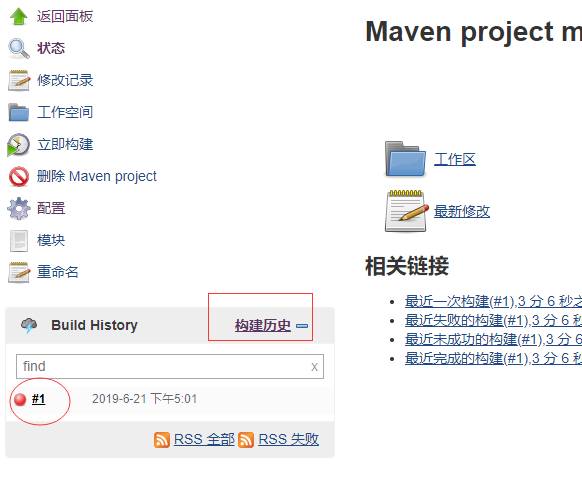 返回面板
状态
修改记录
工作空间
立即构建
删除 Maven project
配置
模块
重命名
Build History 构建历史
find x
#1 2019-6-21 下午5:01
RSS 全部 RSS 失败
Maven project m
工作区
最新修改
相关链接
最近一次构建(#1),3 分 6 秒之
最近失败的构建(#1),3 分 6 秒
最近未成功的构建(#1),3 分 6
最近完成的构建(#1),3 分 6 秒